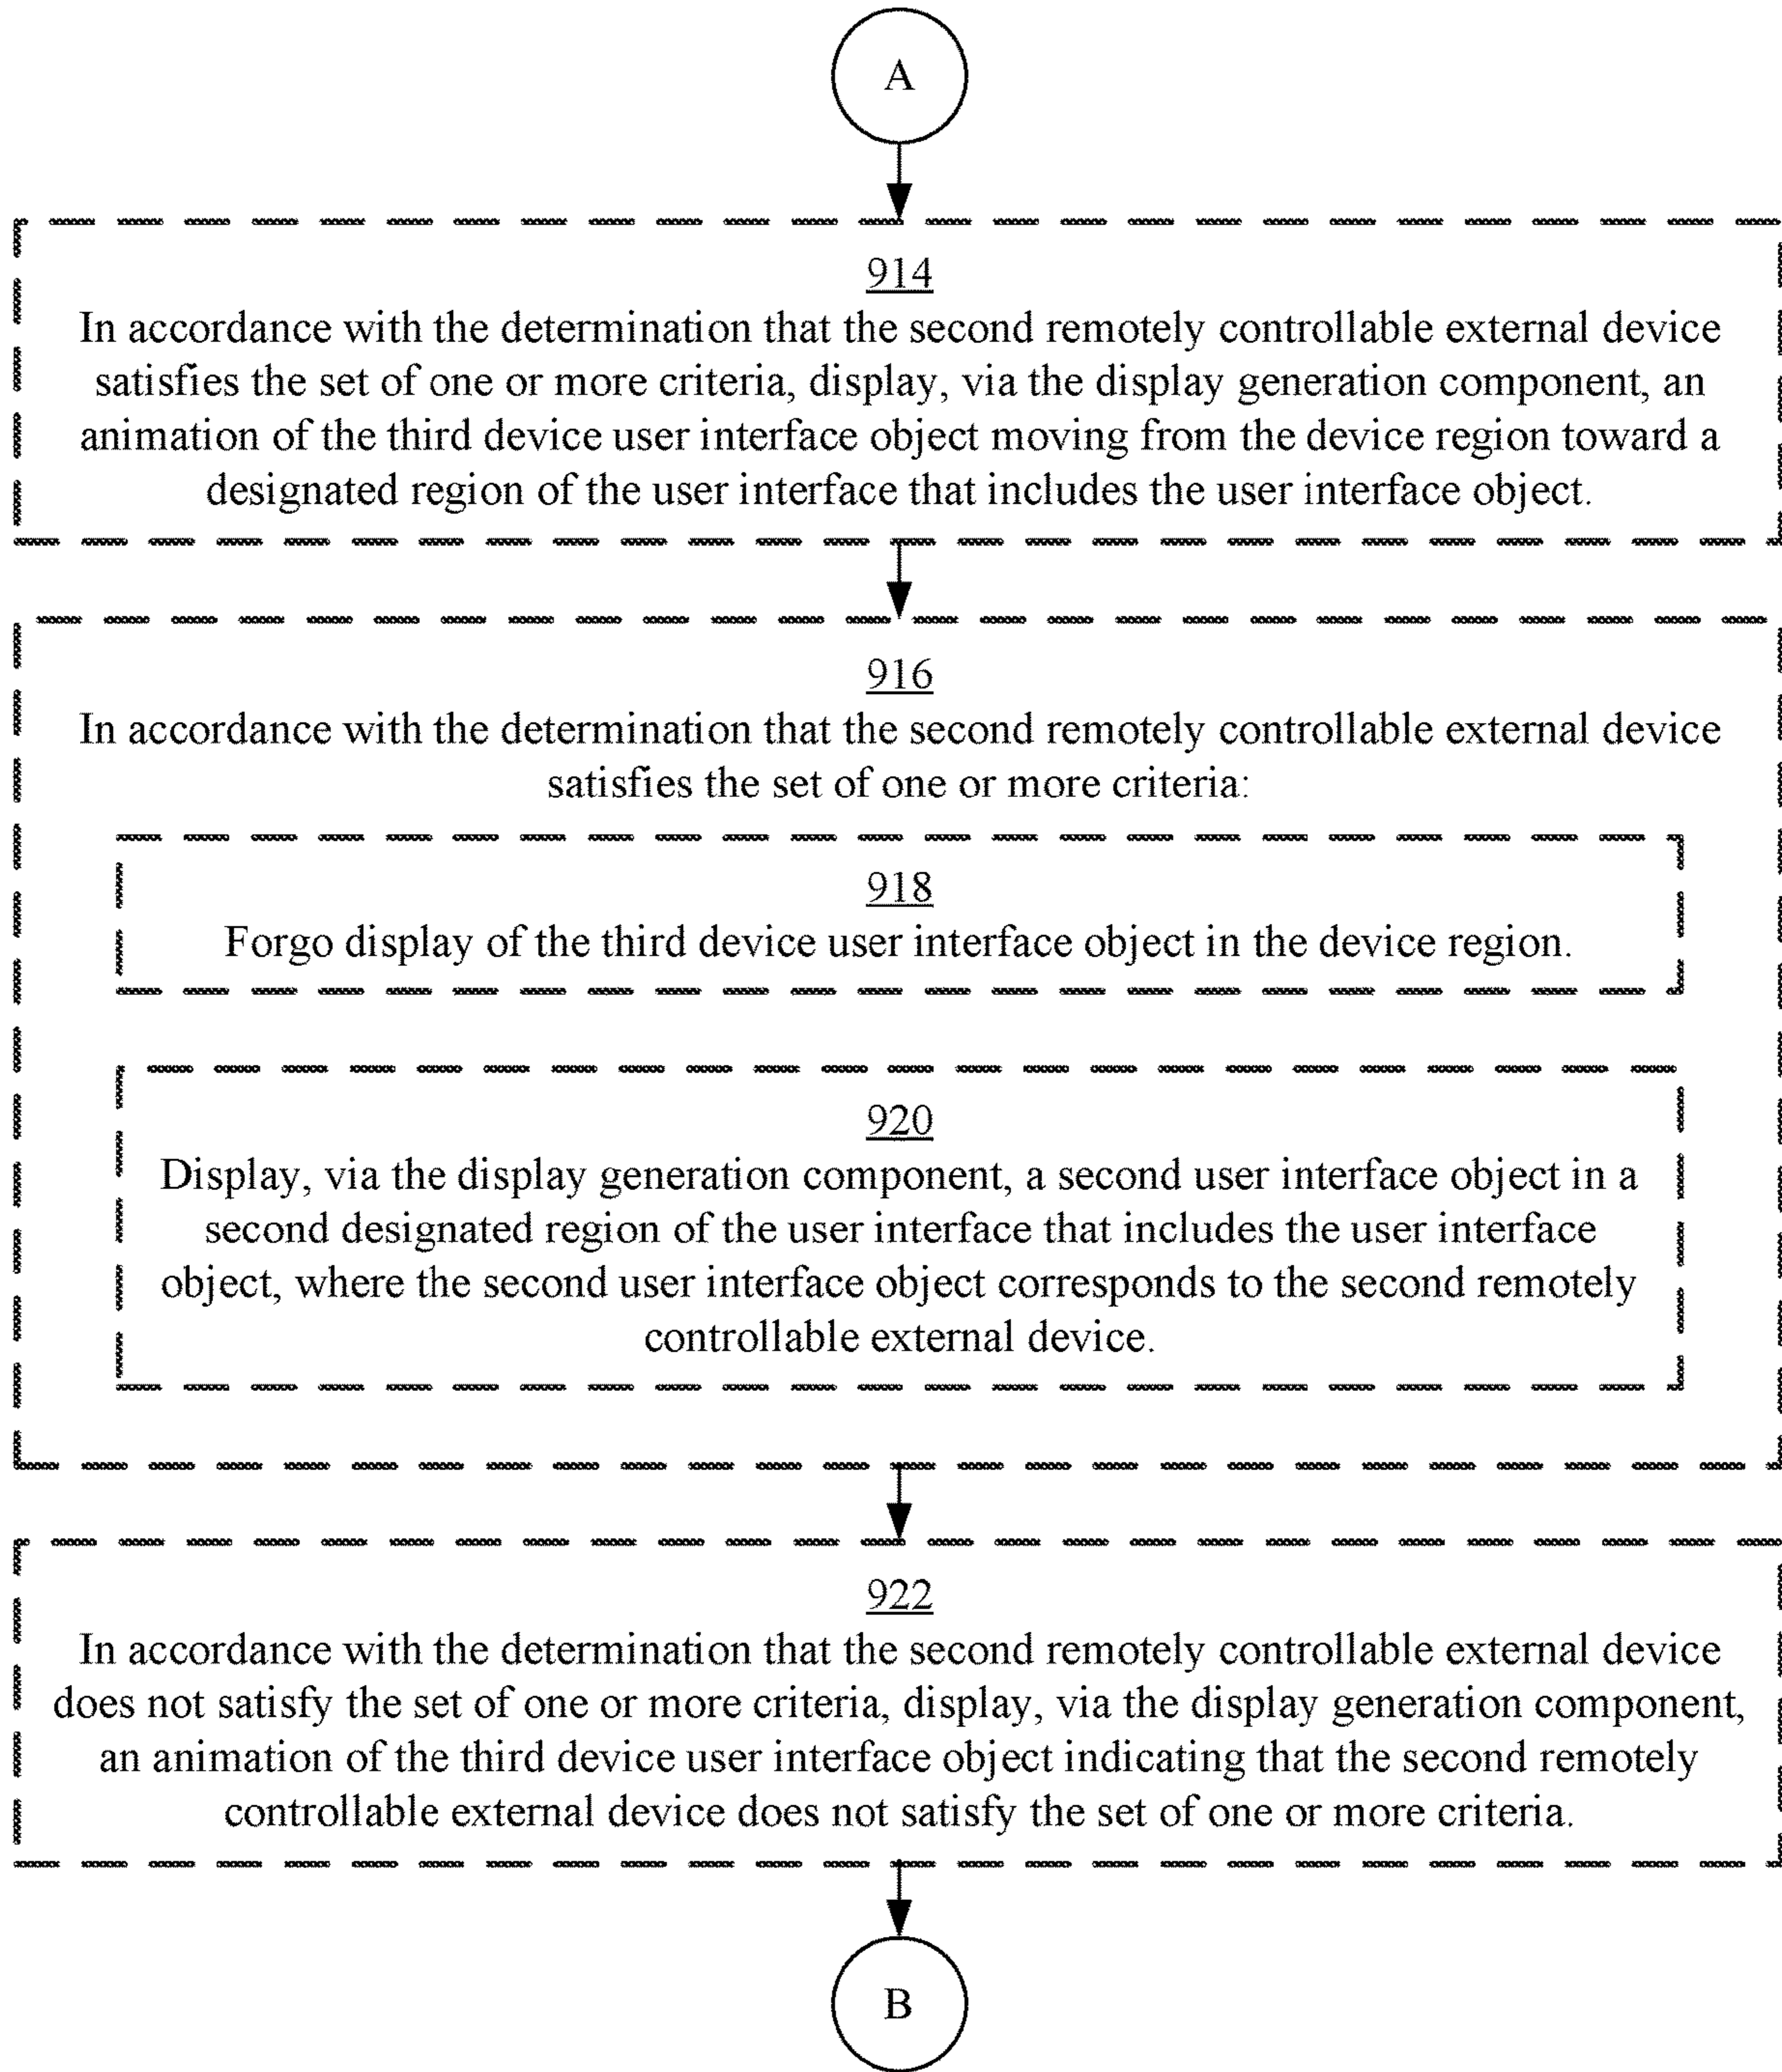 A
914
In accordance with the determination that the second remotely controllable external device
satisfies the set of one or more criteria, display, via the display generation component, an
animation of the third device user interface object moving from the device region toward a
designated region of the user interface that includes the user interface object.
916
In accordance with the determination that the second remotely controllable external device
satisfies the set of one or more criteria:
918
Forgo display of the third device user interface object in the device region.
920
Display, via the display generation component, a second user interface object in a
second designated region of the user interface that includes the user interface
object, where the second user interface object corresponds to the second remotely
controllable external device.
922
In accordance with the determination that the second remotely controllable external device
does not satisfy the set of one or more criteria, display, via the display generation component,
an animation of the third device user interface object indicating that the second remotely
controllable external device does not satisfy the set of one or more criteria.
B